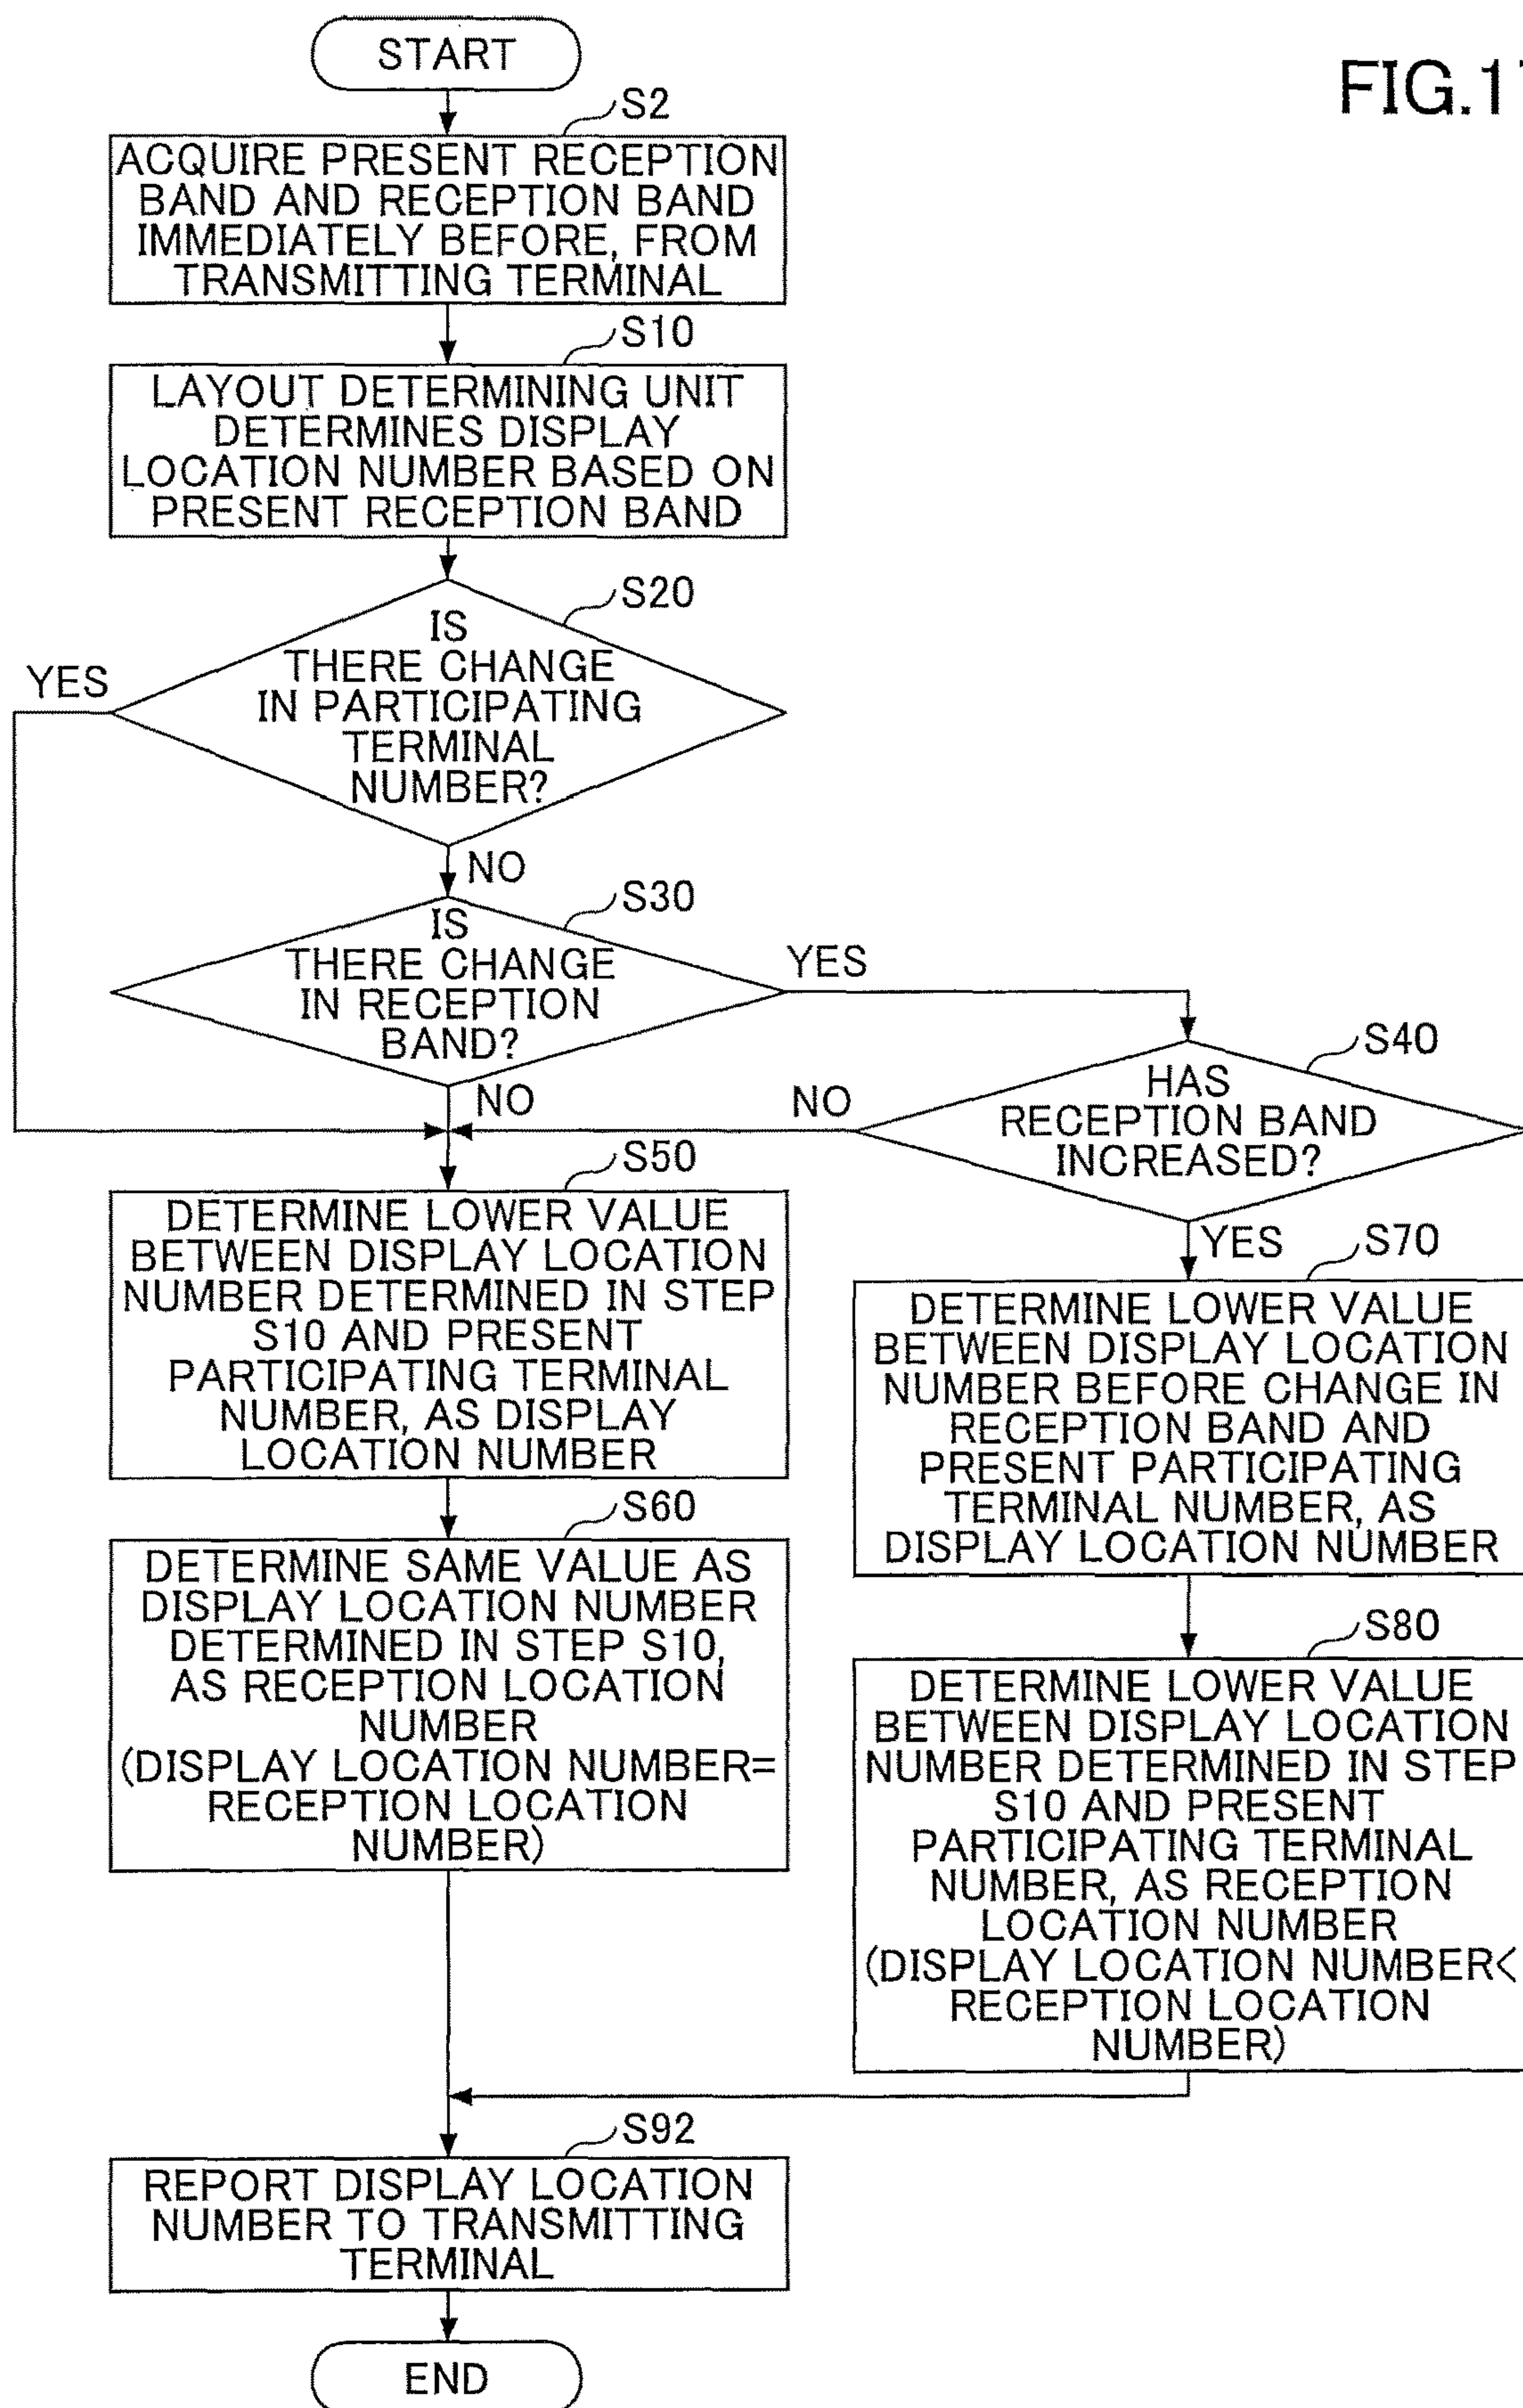 START
FIG.1
S2
ACQUIRE PRESENT RECEPTION
BAND AND RECEPTION BAND
IMMEDIATELY BEFORE, FROM
TRANSMITTING TERMINAL
S10
LAYOUT DETERMINING UNIT
DETERMINES DISPLAY
LOCATION NUMBER BASED ON
PRESENT RECEPTION BAND
S20
IS
THERE CHANGE
IN PARTICIPATING
TERMINAL
NUMBER?
YES
NO
S30
IS
THERE CHANGE
IN RECEPTION
BAND?
YES
NO
S40
HAS
RECEPTION BAND
INCREASED?
NO
YES
S50
DETERMINE LOWER VALUE
BETWEEN DISPLAY LOCATION
NUMBER DETERMINED IN STEP
S10 AND PRESENT
PARTICIPATING TERMINAL
NUMBER, AS DISPLAY
LOCATION NUMBER
S60
DETERMINE SAME VALUE AS
DISPLAY LOCATION NUMBER
DETERMINED IN STEP S10,
AS RECEPTION LOCATION
NUMBER
(DISPLAY LOCATION NUMBER=
RECEPTION LOCATION
NUMBER)
S70
DETERMINE LOWER VALUE
BETWEEN DISPLAY LOCATION
NUMBER BEFORE CHANGE IN
RECEPTION BAND AND
PRESENT PARTICIPATING
TERMINAL NUMBER, AS
DISPLAY LOCATION NUMBER
S80
DETERMINE LOWER VALUE
BETWEEN DISPLAY LOCATION
NUMBER DETERMINED IN STEP
S10 AND PRESENT
PARTICIPATING TERMINAL
NUMBER, AS RECEPTION
LOCATION NUMBER
(DISPLAY LOCATION NUMBER<
RECEPTION LOCATION
NUMBER)
S92
REPORT DISPLAY LOCATION
NUMBER TO TRANSMITTING
TERMINAL
END